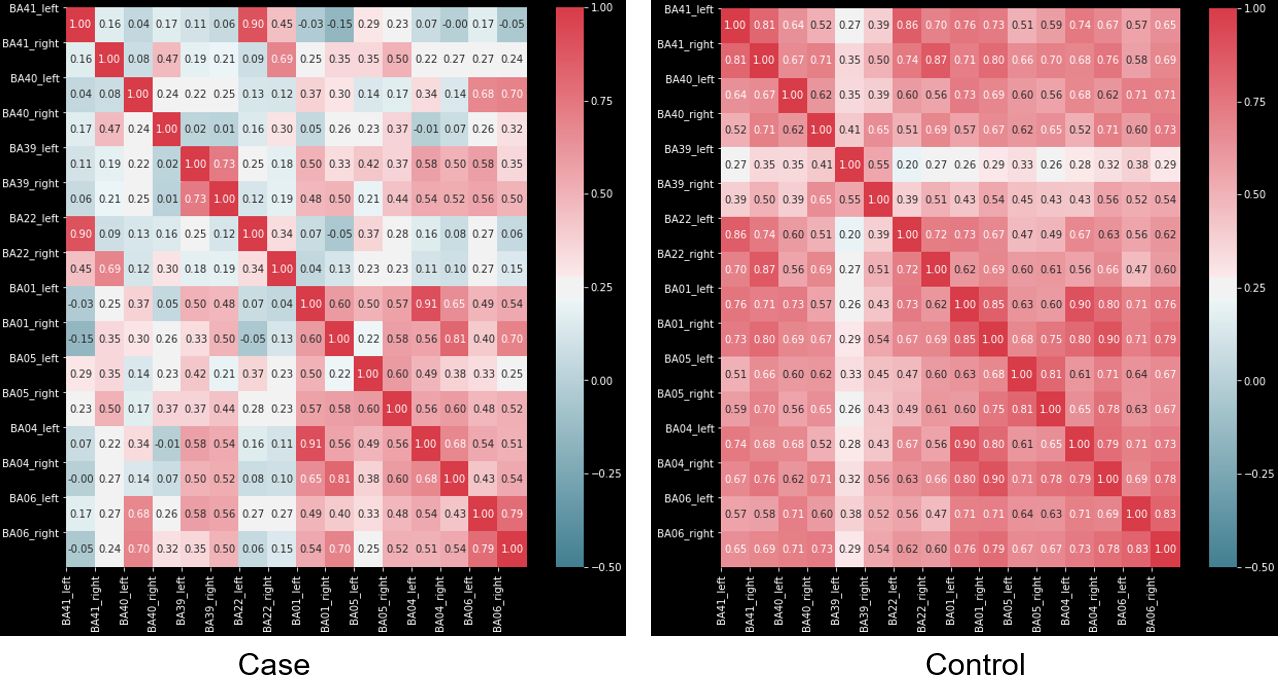 BA41_left 1.00 0.16 0.04 0.17 0.11 0.06 0.90 0.45 -0.03 -0.15 0.29 0.23 0.07 -0.00 0.17 -0.05
BA41_right 0.16 1.00 0.08 0.47 0.19 0.21 0.09 0.69 0.25 0.35 0.35 0.50 0.22 0.27 0.27 0.24
BA40_left 0.04 0.08 1.00 0.24 0.22 0.25 0.13 0.12 0.37 0.30 0.14 0.17 0.34 0.14 0.68 0.70
BA40_right 0.17 0.47 0.24 1.00 0.02 0.01 0.16 0.30 0.05 0.26 0.23 0.37 -0.01 0.07 0.26 0.32
BA39_left 0.11 0.19 0.22 0.02 1.00 0.73 0.25 0.18 0.50 0.33 0.42 0.37 0.58 0.50 0.58 0.35
BA39_right 0.06 0.21 0.25 0.01 0.73 1.00 0.12 0.19 0.48 0.50 0.21 0.44 0.54 0.52 0.56 0.50
BA22_left 0.90 0.09 0.13 0.16 0.25 0.12 1.00 0.34 0.07 -0.05 0.37 0.28 0.16 0.08 0.27 0.06
BA22_right 0.45 0.69 0.12 0.30 0.18 0.19 0.34 1.00 0.04 0.13 0.23 0.23 0.11 0.10 0.27 0.15
BA01_left -0.03 0.25 0.37 0.05 0.50 0.48 0.07 0.04 1.00 0.60 0.50 0.57 0.91 0.65 0.49 0.54
BA01_right -0.15 0.35 0.30 0.26 0.33 0.50 -0.05 0.13 0.60 1.00 0.22 0.58 0.56 0.81 0.40 0.70
BA05_left 0.29 0.35 0.14 0.23 0.42 0.21 0.37 0.23 0.50 0.22 1.00 0.60 0.49 0.38 0.33 0.25
BA05_right 0.23 0.50 0.17 0.37 0.37 0.44 0.28 0.23 0.57 0.58 0.60 1.00 0.56 0.60 0.48 0.52
BA04_left 0.07 0.22 0.34 -0.01 0.58 0.54 0.16 0.11 0.91 0.56 0.49 0.56 1.00 0.68 0.54 0.51
BA04_right -0.00 0.27 0.14 0.07 0.50 0.52 0.08 0.10 0.65 0.81 0.38 0.60 0.68 1.00 0.43 0.54
BA06_left 0.17 0.27 0.68 0.26 0.58 0.56 0.27 0.27 0.49 0.40 0.33 0.48 0.54 0.43 1.00 0.79
BA06_right -0.05 0.24 0.70 0.32 0.35 0.50 0.06 0.15 0.54 0.70 0.25 0.52 0.51 0.54 0.79 1.00
BA41_left BA41_right BA40_left BA40_right BA39_left BA39_right BA22_left BA22_right BA01_left BA01_right BA05_left BA05_right BA04_left BA04_right BA06_left BA06_right
1.00
0.75
0.50
0.25
0.00
−0.25
−0.50
Case
BA41_left 1.00 0.81 0.64 0.52 0.27 0.39 0.86 0.70 0.76 0.73 0.51 0.59 0.74 0.67 0.57 0.65
BA41_right 0.81 1.00 0.67 0.71 0.35 0.50 0.74 0.87 0.71 0.80 0.66 0.70 0.68 0.76 0.58 0.69
BA40_left 0.64 0.67 1.00 0.62 0.35 0.39 0.60 0.56 0.73 0.69 0.60 0.56 0.68 0.62 0.71 0.71
BA40_right 0.52 0.71 0.62 1.00 0.41 0.65 0.51 0.69 0.57 0.67 0.62 0.65 0.52 0.71 0.60 0.73
BA39_left 0.27 0.35 0.35 0.41 1.00 0.55 0.20 0.27 0.26 0.29 0.33 0.26 0.28 0.32 0.38 0.29
BA39_right 0.39 0.50 0.39 0.65 0.55 1.00 0.39 0.51 0.43 0.54 0.45 0.43 0.43 0.56 0.52 0.54
BA22_left 0.86 0.74 0.60 0.51 0.20 0.39 1.00 0.72 0.73 0.67 0.47 0.49 0.67 0.63 0.56 0.62
BA22_right 0.70 0.87 0.56 0.69 0.27 0.51 0.72 1.00 0.62 0.69 0.60 0.61 0.56 0.66 0.47 0.60
BA01_left 0.76 0.71 0.73 0.57 0.26 0.43 0.73 0.62 1.00 0.85 0.63 0.60 0.90 0.80 0.71 0.76
BA01_right 0.73 0.80 0.69 0.67 0.29 0.54 0.67 0.69 0.85 1.00 0.68 0.75 0.80 0.90 0.71 0.79
BA05_left 0.51 0.66 0.60 0.62 0.33 0.45 0.47 0.60 0.63 0.68 1.00 0.81 0.61 0.71 0.64 0.67
BA05_right 0.59 0.70 0.56 0.65 0.26 0.43 0.49 0.61 0.60 0.75 0.81 1.00 0.65 0.78 0.63 0.67
BA04_left 0.74 0.68 0.68 0.52 0.28 0.43 0.67 0.56 0.90 0.80 0.61 0.65 1.00 0.79 0.71 0.73
BA04_right 0.67 0.76 0.62 0.71 0.32 0.56 0.63 0.66 0.80 0.90 0.71 0.78 0.79 1.00 0.69 0.78
BA06_left 0.57 0.58 0.71 0.60 0.38 0.52 0.56 0.47 0.71 0.71 0.64 0.63 0.71 0.69 1.00 0.83
BA06_right 0.65 0.69 0.71 0.73 0.29 0.54 0.62 0.60 0.76 0.79 0.67 0.67 0.73 0.78 0.83 1.00
BA41_left BA41_right BA40_left BA40_right BA39_left BA39_right BA22_left BA22_right BA01_left BA01_right BA05_left BA05_right BA04_left BA04_right BA06_left BA06_right
1.00
0.75
0.50
0.25
0.00
−0.25
−0.50
Control